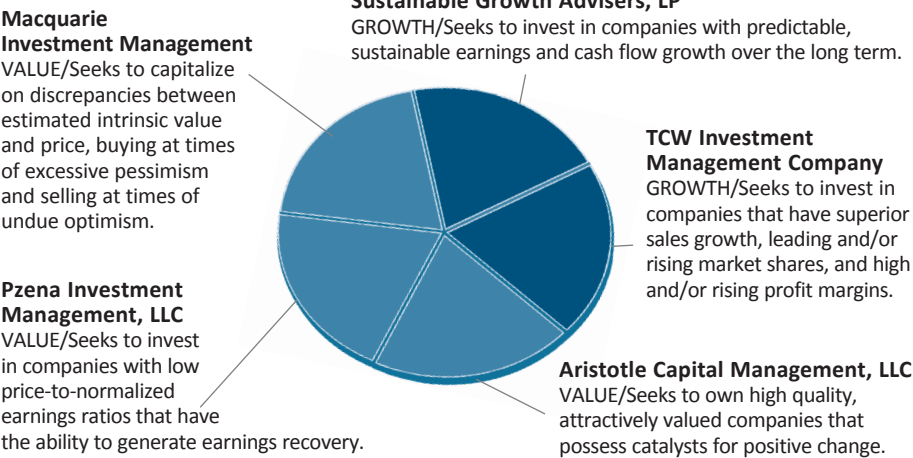 Sustainable Growth Advisers, LP
GROWTH/Seeks to invest in companies with predictable,
sustainable earnings and cash flow growth over the long term.
Macquarie
Investment Management
VALUE/Seeks to capitalize
on discrepancies between
estimated intrinsic value
and price, buying at times
of excessive pessimism
and selling at times of
undue optimism.
TCW Investment
Management Company
GROWTH/Seeks to invest in
companies that have superior
sales growth, leading and/or
rising market shares, and high
and/or rising profit margins.
Pzena Investment
Management, LLC
VALUE/Seeks to invest
in companies with low
price-to-normalized
earnings ratios that have
the ability to generate earnings recovery.
Aristotle Capital Management, LLC
VALUE/Seeks to own high quality,
attractively valued companies that
possess catalysts for positive change.